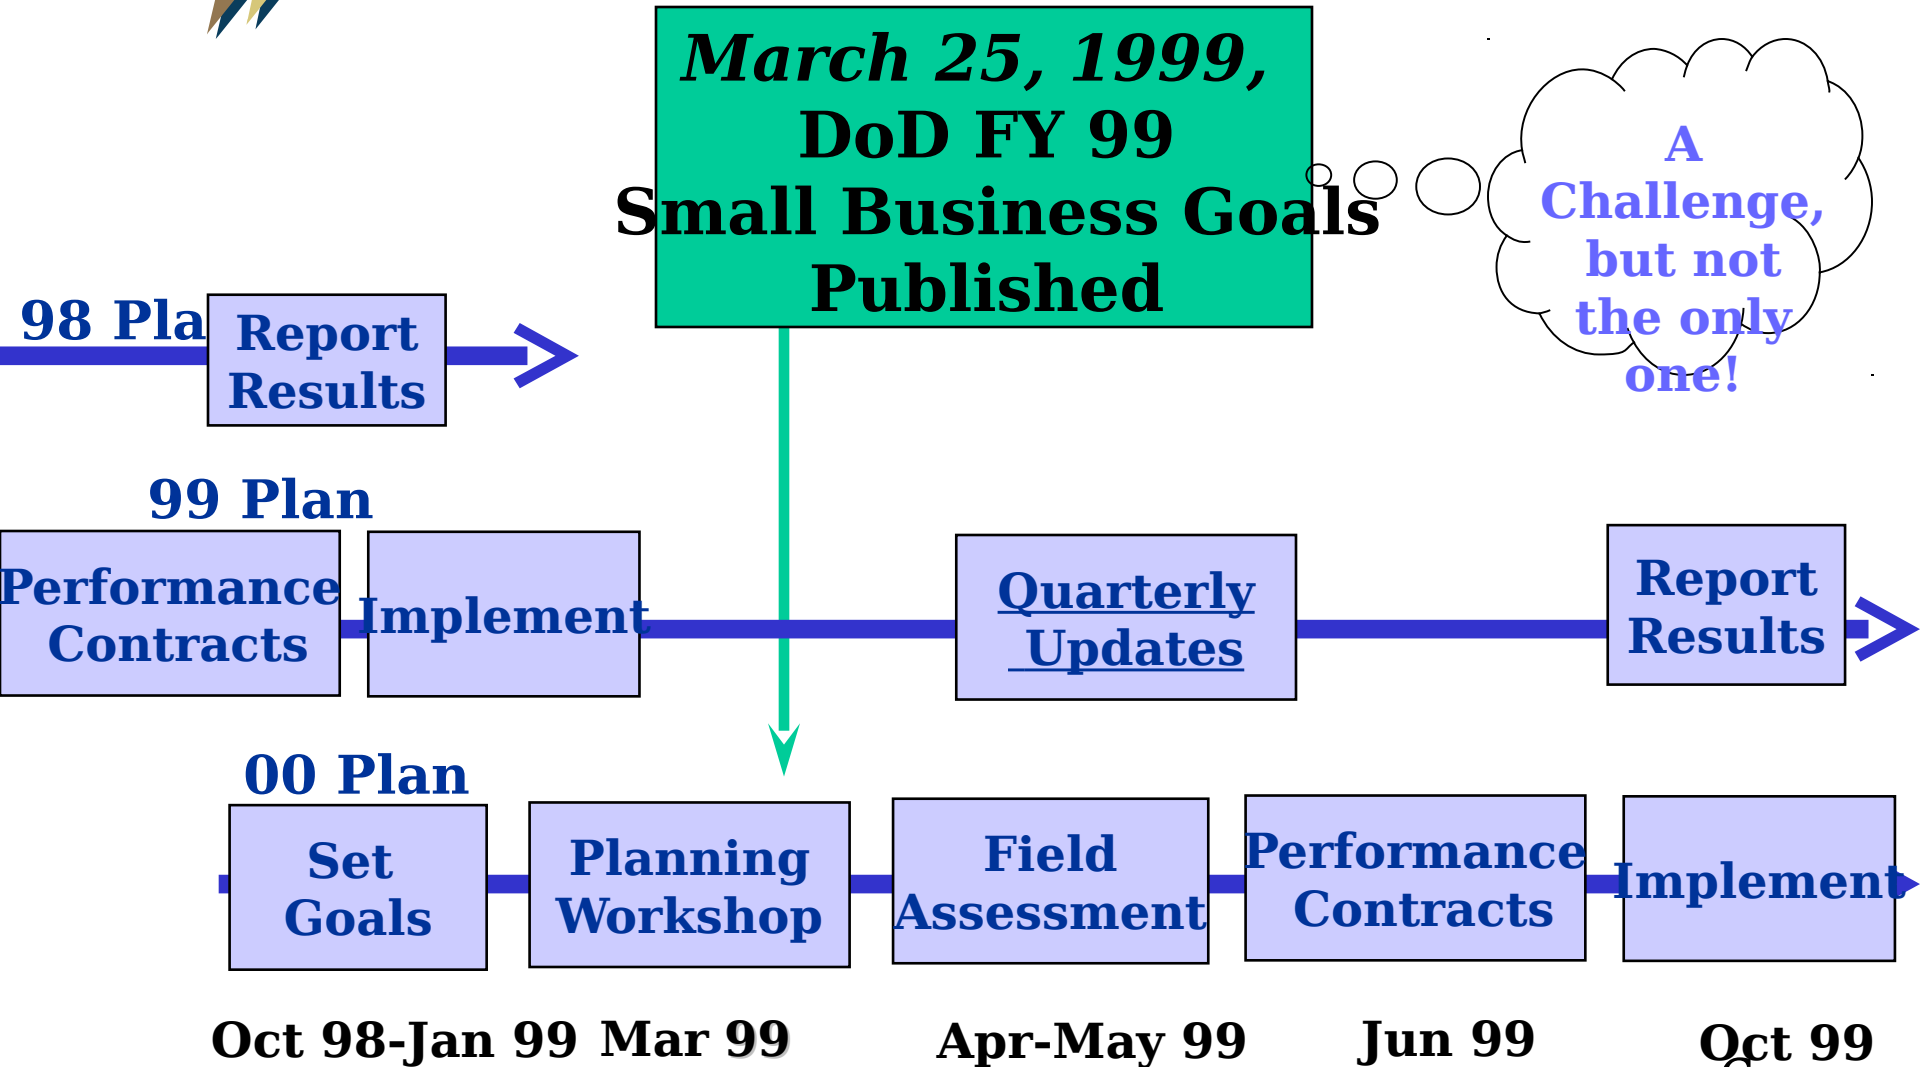 March 25, 1999,
DoD FY 99
Small Business Goals
Published
A
Challenge,
but not
the only
one!
98 Pla
Report
Results
99 Plan
Performance
Contracts
Implement
Quarterly
Updates
Report
Results
00 Plan
Set
Goals
Planning
Workshop
Field
Assessment
Performance
Contracts
Implement
Oct 98-Jan 99 Mar 99 Apr-May 99 Jun 99 Oct 99